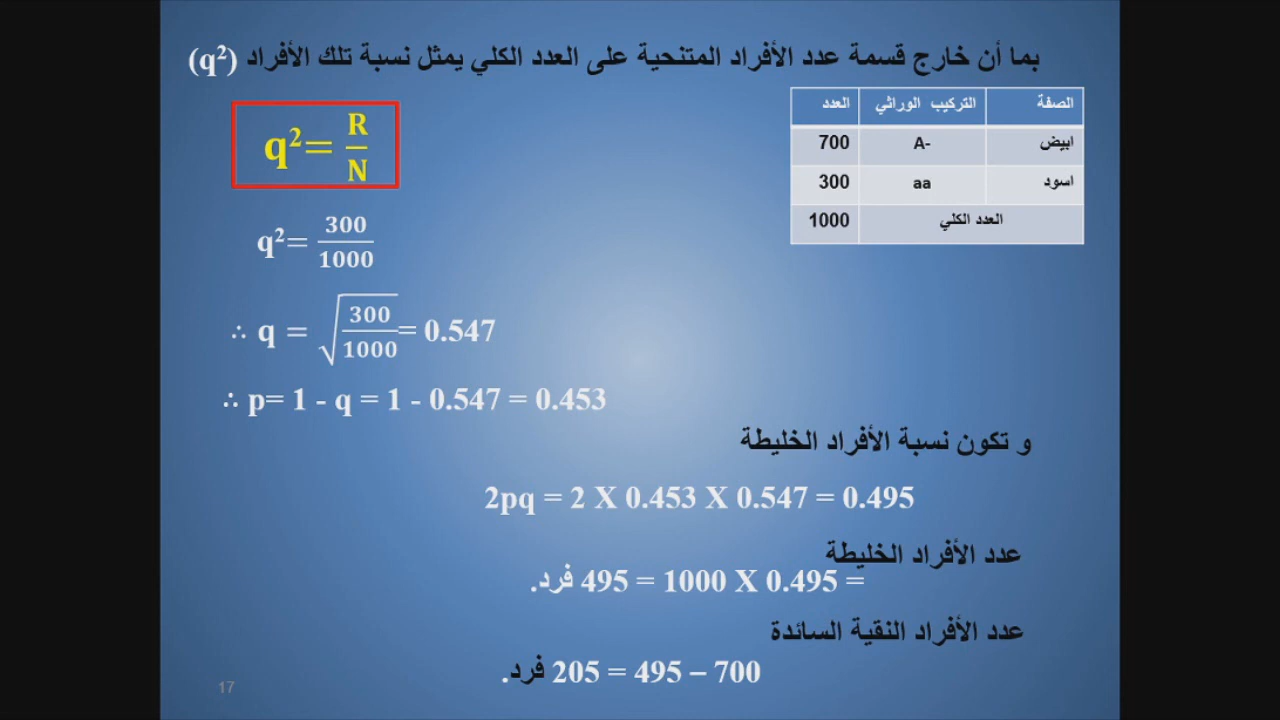 بما أن خارج قسمة عدد الأفراد المتنحية على العدد الكلي يمثل نسبة تلك الأفراد (q²)
الصفة التركيب الوراثي العدد
ابيض A- 700
اسود aa 300
العدد الكلي 1000
q²= R/N
q²= 300/1000
∴ q = √(300/1000) = 0.547
∴ p= 1 - q = 1 - 0.547 = 0.453
و تكون نسبة الأفراد الخليطة
2pq = 2 X 0.453 X 0.547 = 0.495
عدد الأفراد الخليطة
= 0.495 X 1000 = 495 فرد.
عدد الأفراد النقية السائدة
700 – 495 = 205 فرد.
17